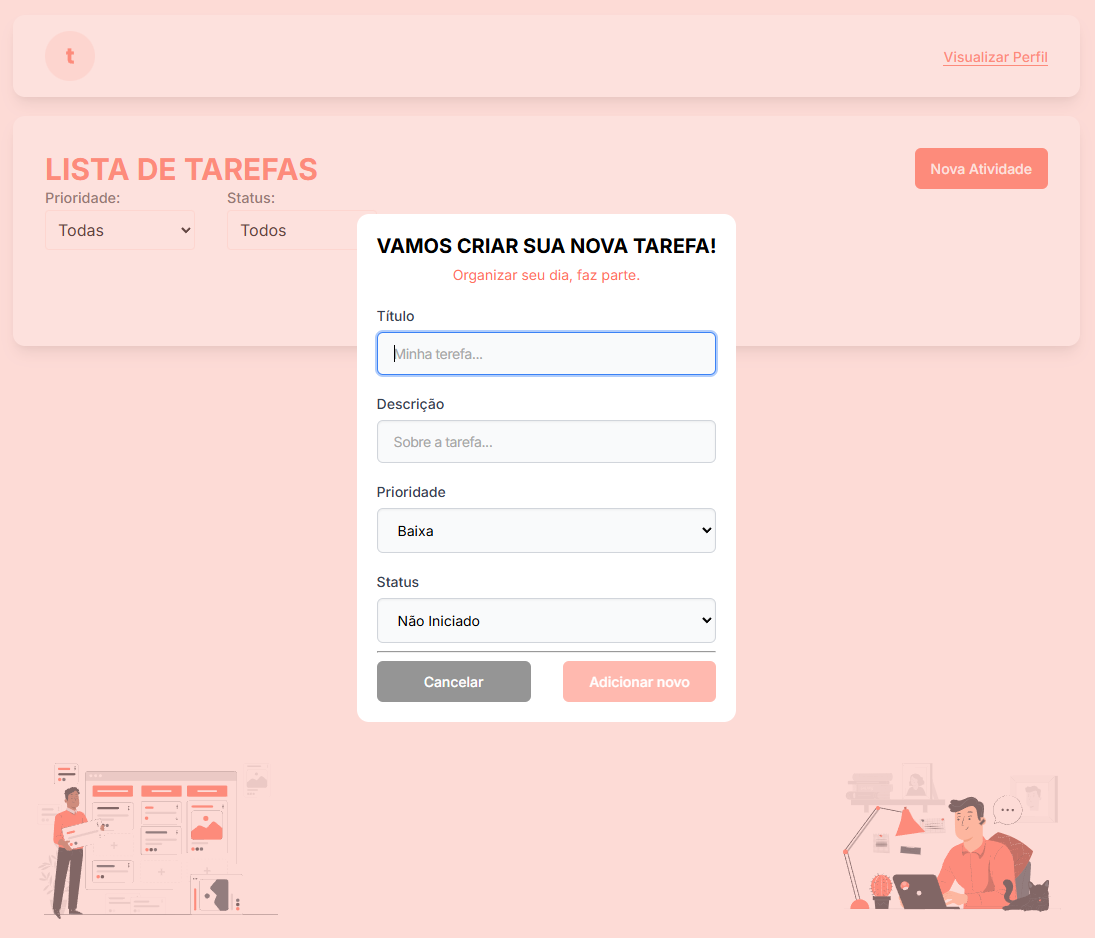 t
Visualizar Perfil
LISTA DE TAREFAS
Nova Atividade
Prioridade:
Status:
Todas
Todos
VAMOS CRIAR SUA NOVA TAREFA!
Organizar seu dia, faz parte.
Título
Minha terefa...
Descrição
Sobre a tarefa...
Prioridade
Baixa
Status
Não Iniciado
Cancelar
Adicionar novo